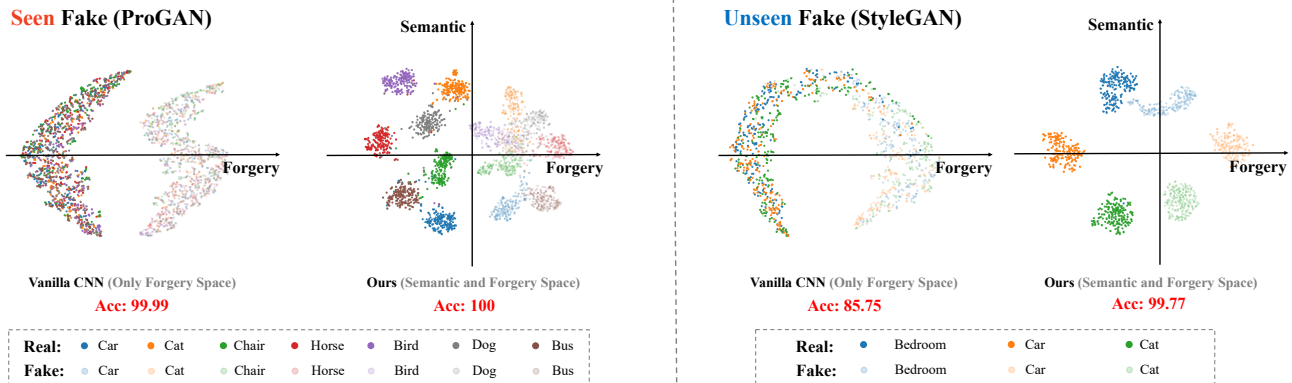 Seen Fake (ProGAN)
Semantic
Forgery
Forgery
Vanilla CNN (Only Forgery Space)
Ours (Semantic and Forgery Space)
Acc: 99.99
Acc: 100
Real: Car Cat Chair Horse Bird Dog Bus
Fake: Car Cat Chair Horse Bird Dog Bus
Unseen Fake (StyleGAN)
Semantic
Forgery
Forgery
Vanilla CNN (Only Forgery Space)
Ours (Semantic and Forgery Space)
Acc: 85.75
Acc: 99.77
Real: Bedroom Car Cat
Fake: Bedroom Car Cat